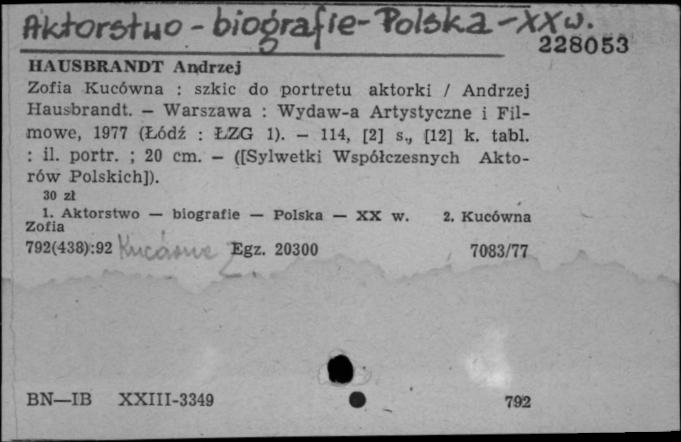 Aktorstwo - biografie - Polska - XX w.
228053
HAUSBRANDT Andrzej
Zofia Kucówna : szkic do portretu aktorki / Andrzej
Hausbrandt. — Warszawa : Wydaw-a Artystyczne i Fil-
mowe, 1977 (Łódź : ŁZG 1). — 114, [2] s., [12] k. tabl.
: il. portr. ; 20 cm. — ([Sylwetki Współczesnych Akto-
rów Polskich]).
30 zł
1. Aktorstwo — biografie — Polska — XX w. 2. Kucówna
Zofia
792(438):92 Kucówna Z Egz. 20300 7083/77
BN—IB XXIII-3349 792